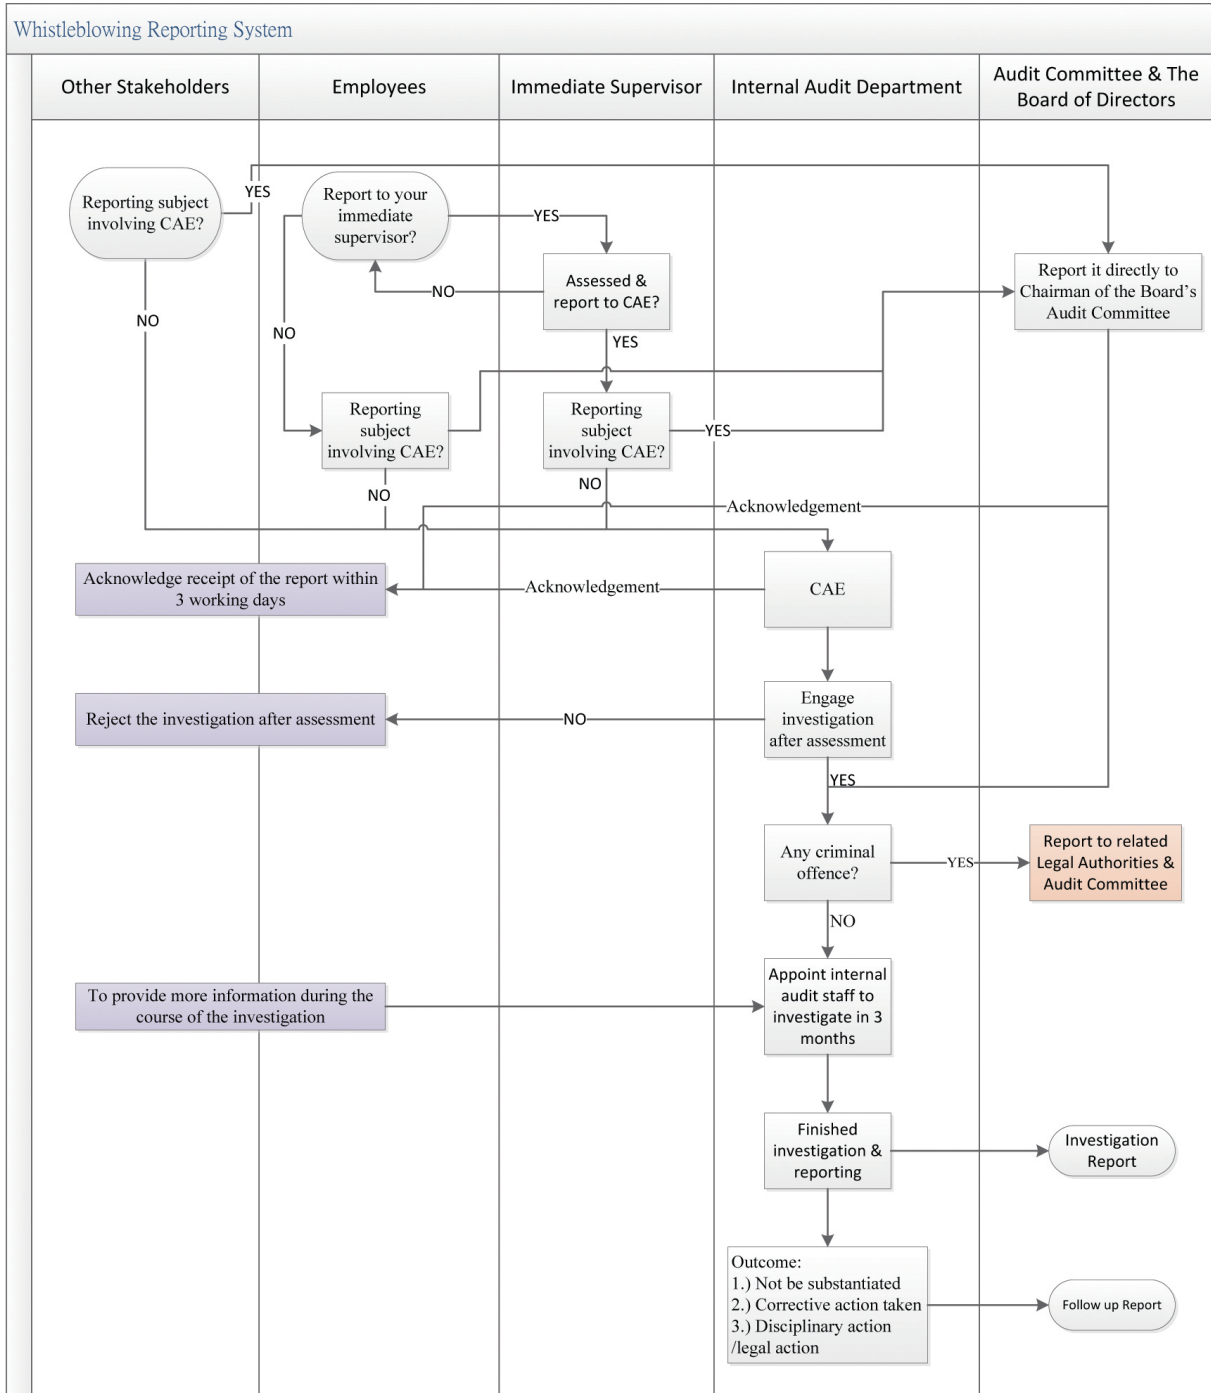 Whistleblowing Reporting System
Other Stakeholders
Employees
Immediate Supervisor
Internal Audit Department
Audit Committee & The
Board of Directors
Reporting subject
involving CAE?
YES
NO
Report to your
immediate
supervisor?
YES
NO
NO
Assessed &
report to CAE?
YES
Report it directly to
Chairman of the Board’s
Audit Committee
Reporting
subject
involving CAE?
NO
Reporting
subject
involving CAE?
YES
NO
Acknowledgement
Acknowledge receipt of the report within
3 working days
Acknowledgement
CAE
Reject the investigation after assessment
NO
Engage
investigation
after assessment
YES
Any criminal
offence?
YES
Report to related
Legal Authorities &
Audit Committee
NO
To provide more information during the
course of the investigation
Appoint internal
audit staff to
investigate in 3
months
Finished
investigation &
reporting
Investigation
Report
Outcome:
1.) Not be substantiated
2.) Corrective action taken
3.) Disciplinary action
/legal action
Follow up Report